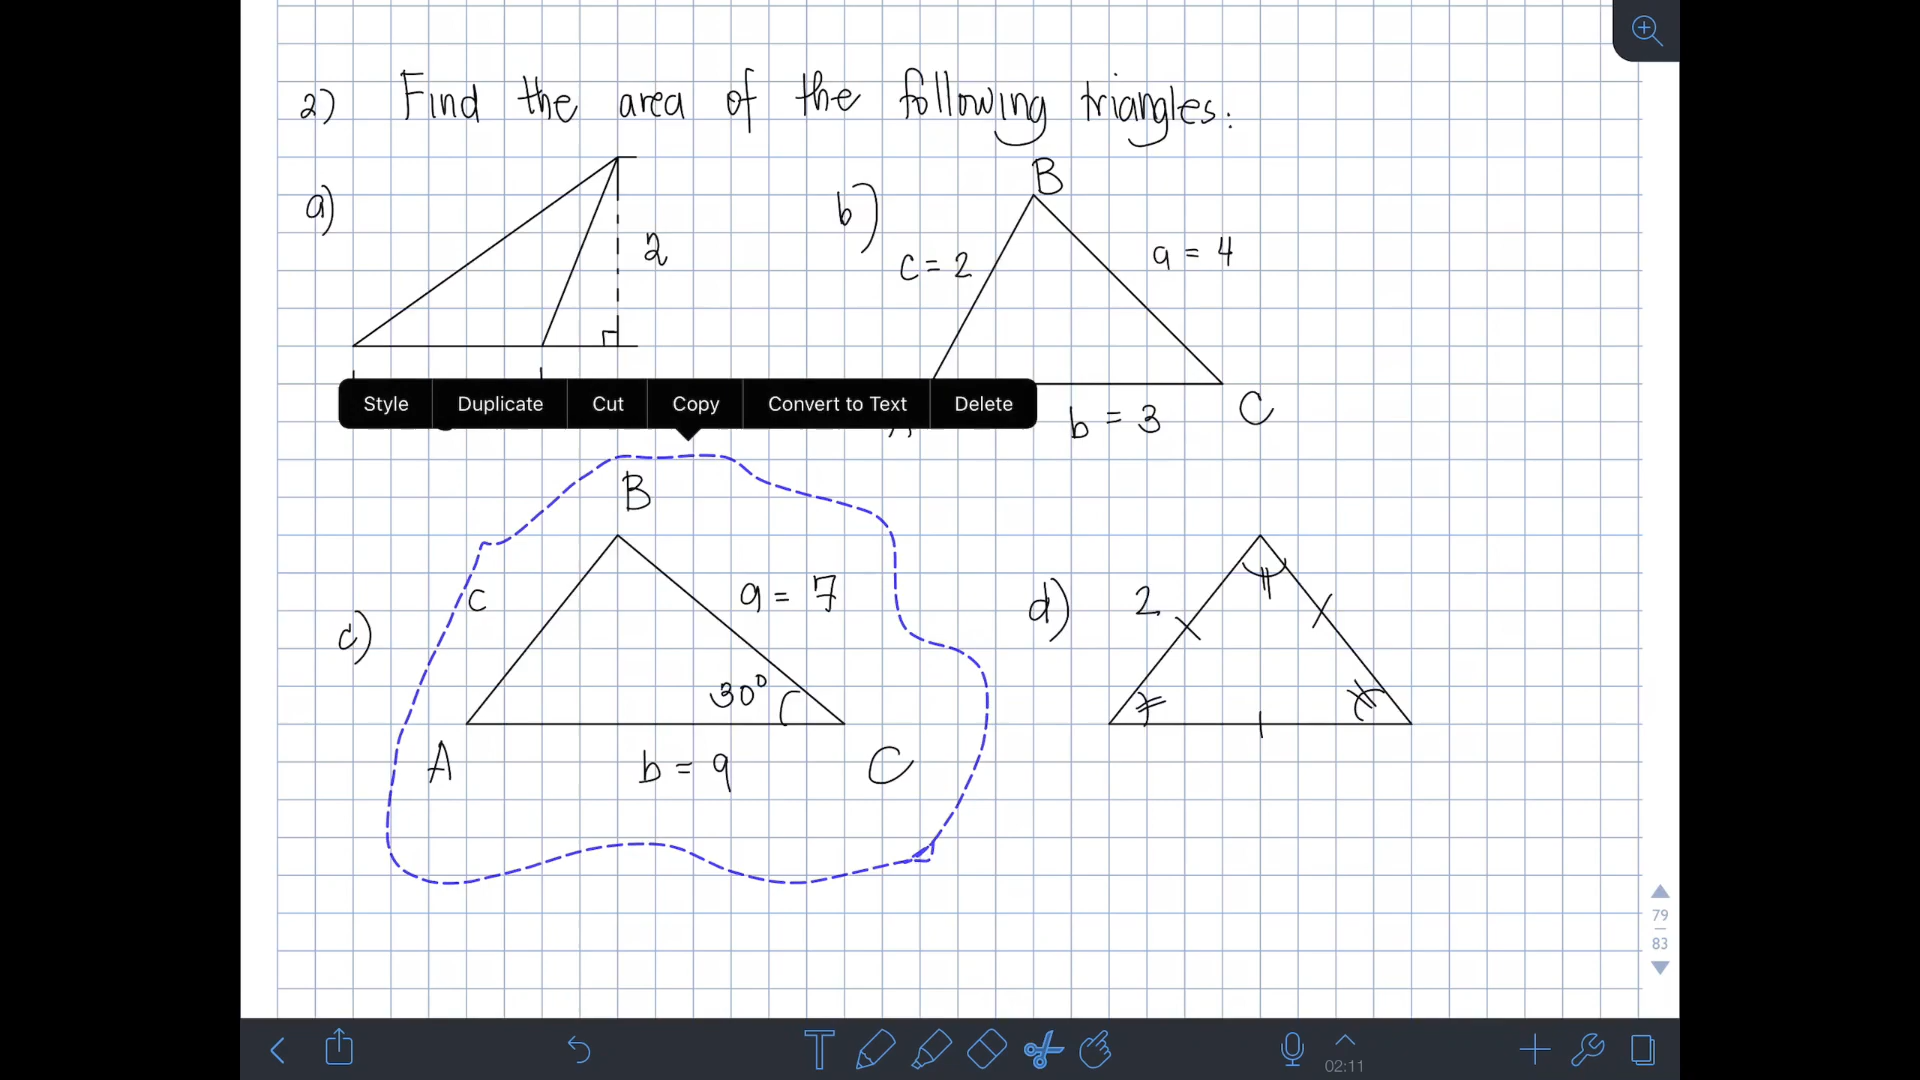 2) Find the area of the following triangles:
a)
2
b)
B
c = 2
a = 4
Style Duplicate Cut Copy Convert to Text Delete
b = 3
C
c)
B
c
a = 7
30°
A
b = 9
C
d)
2
79
83
T
02:11